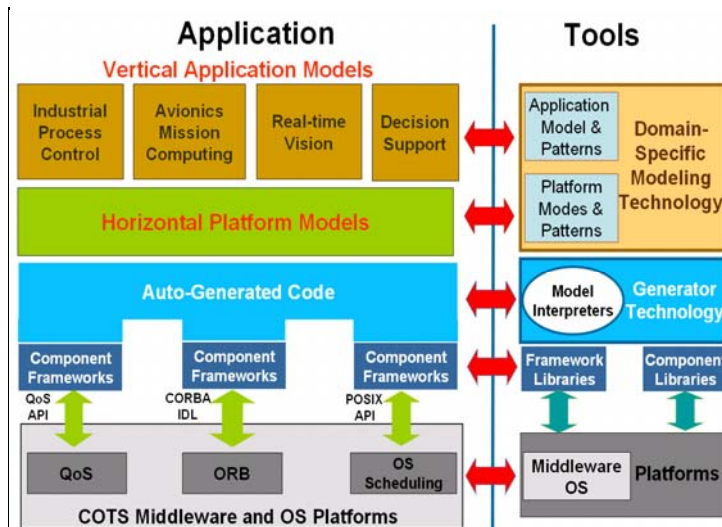 Application
Tools
Vertical Application Models
Industrial
Process
Control
Avionics
Mission
Computing
Real-time
Vision
Decision
Support
Application
Model &
Patterns
Platform
Modes &
Patterns
Domain-
Specific
Modeling
Technology
Horizontal Platform Models
Auto-Generated Code
Model
Interpreters
Generator
Technology
Component
Frameworks
Component
Frameworks
Component
Frameworks
Framework
Libraries
Component
Libraries
QoS
API
CORBA
IDL
POSIX
API
QoS
ORB
OS
Scheduling
Middleware
OS
Platforms
COTS Middleware and OS Platforms